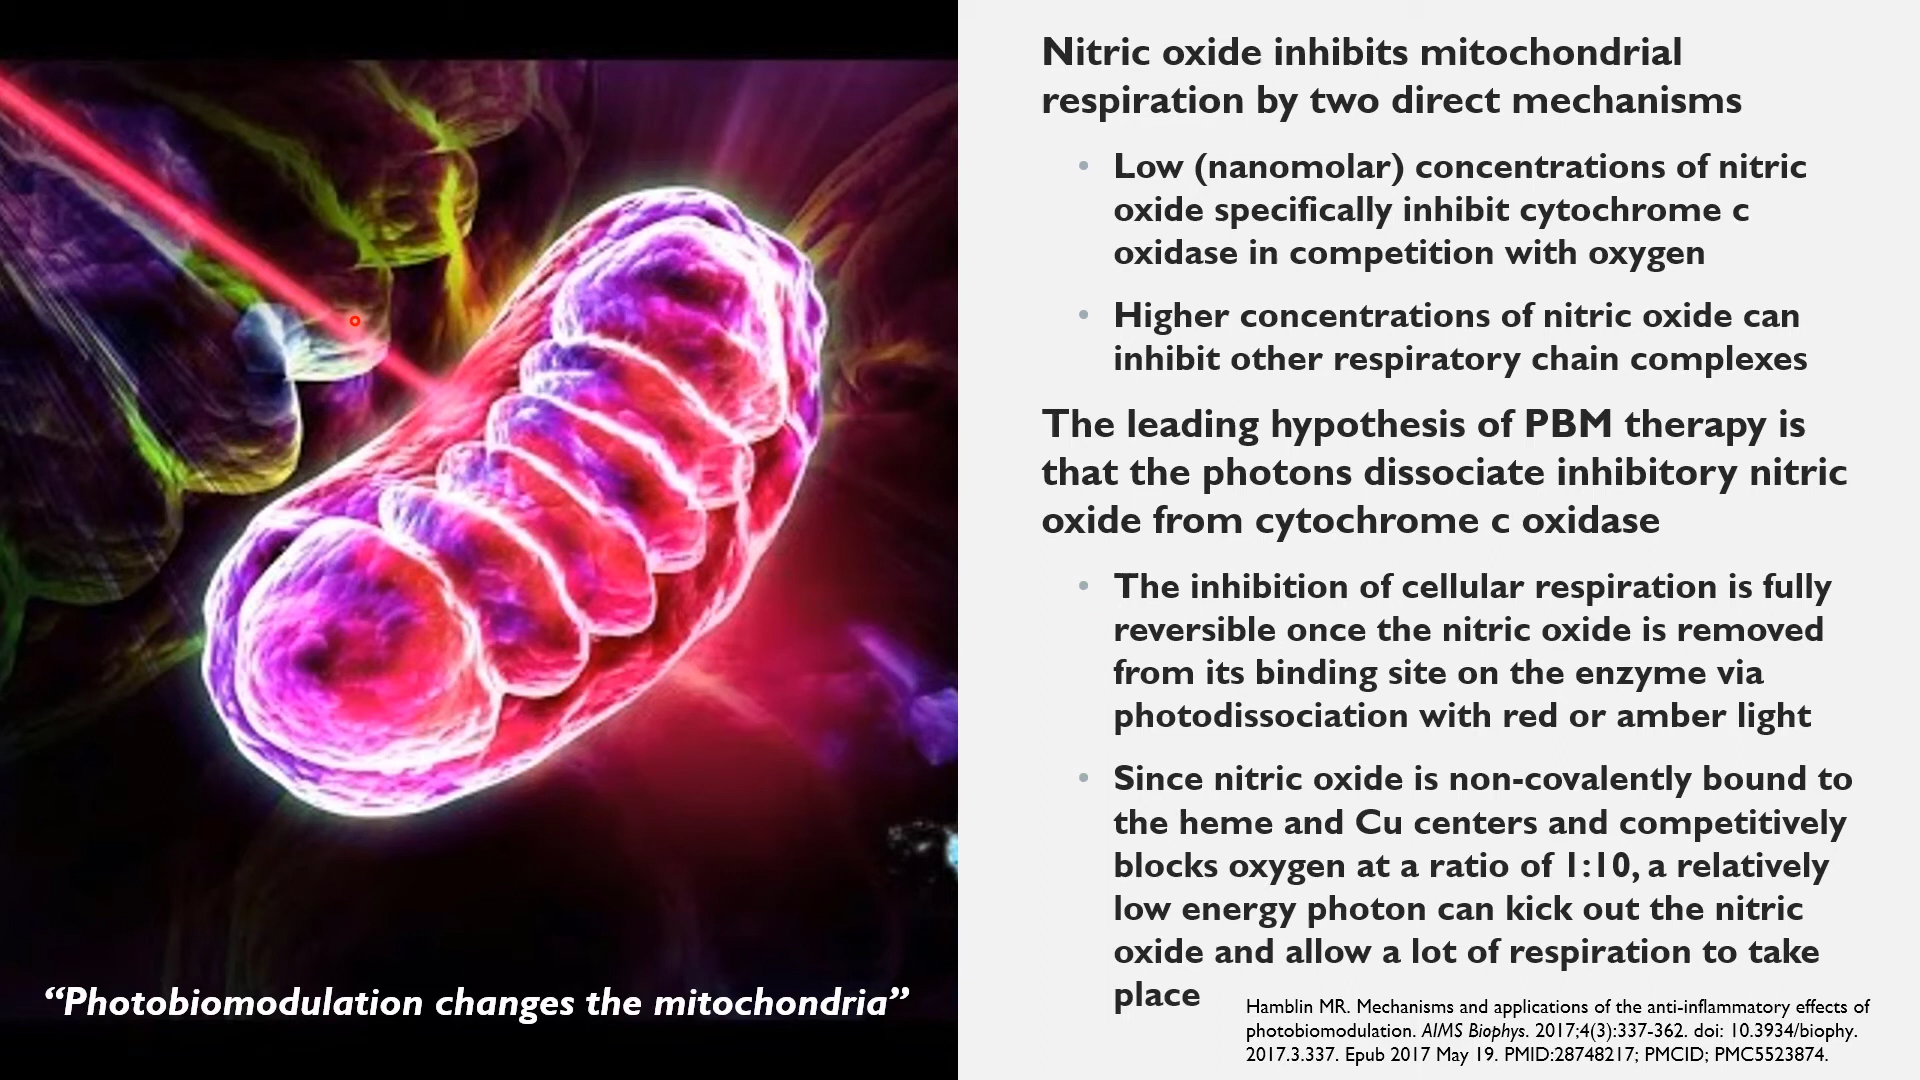 Nitric oxide inhibits mitochondrial
respiration by two direct mechanisms
• Low (nanomolar) concentrations of nitric
oxide specifically inhibit cytochrome c
oxidase in competition with oxygen
• Higher concentrations of nitric oxide can
inhibit other respiratory chain complexes
The leading hypothesis of PBM therapy is
that the photons dissociate inhibitory nitric
oxide from cytochrome c oxidase
• The inhibition of cellular respiration is fully
reversible once the nitric oxide is removed
from its binding site on the enzyme via
photodissociation with red or amber light
• Since nitric oxide is non-covalently bound to
the heme and Cu centers and competitively
blocks oxygen at a ratio of 1:10, a relatively
low energy photon can kick out the nitric
oxide and allow a lot of respiration to take
place
“Photobiomodulation changes the mitochondria”
Hamblin MR. Mechanisms and applications of the anti-inflammatory effects of
photobiomodulation. AIMS Biophys. 2017;4(3):337-362. doi: 10.3934/biophy.
2017.3.337. Epub 2017 May 19. PMID:28748217; PMCID; PMC5523874.